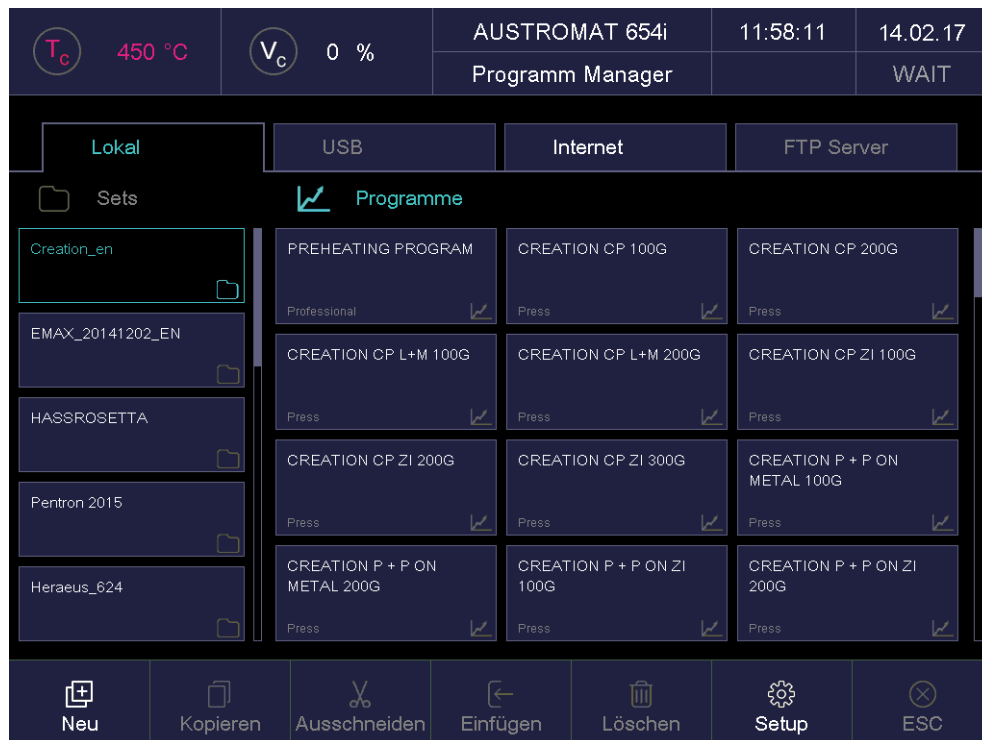 Tc 450 °C Vc 0 % AUSTROMAT 654i 11:58:11 14.02.17
Programm Manager WAIT
Lokal USB Internet FTP Server
Sets Programme
Creation_en
EMAX_20141202_EN
HASSROSETTA
Pentron 2015
Heraeus_624
PREHEATING PROGRAM
Professional
CREATION CP 100G
Press
CREATION CP 200G
Press
CREATION CP L+M 100G
Press
CREATION CP L+M 200G
Press
CREATION CP ZI 100G
Press
CREATION CP ZI 200G
Press
CREATION CP ZI 300G
Press
CREATION P + P ON
METAL 100G
Press
CREATION P + P ON
METAL 200G
Press
CREATION P + P ON ZI
100G
Press
CREATION P + P ON ZI
200G
Press
Neu Kopieren Ausschneiden Einfügen Löschen Setup ESC